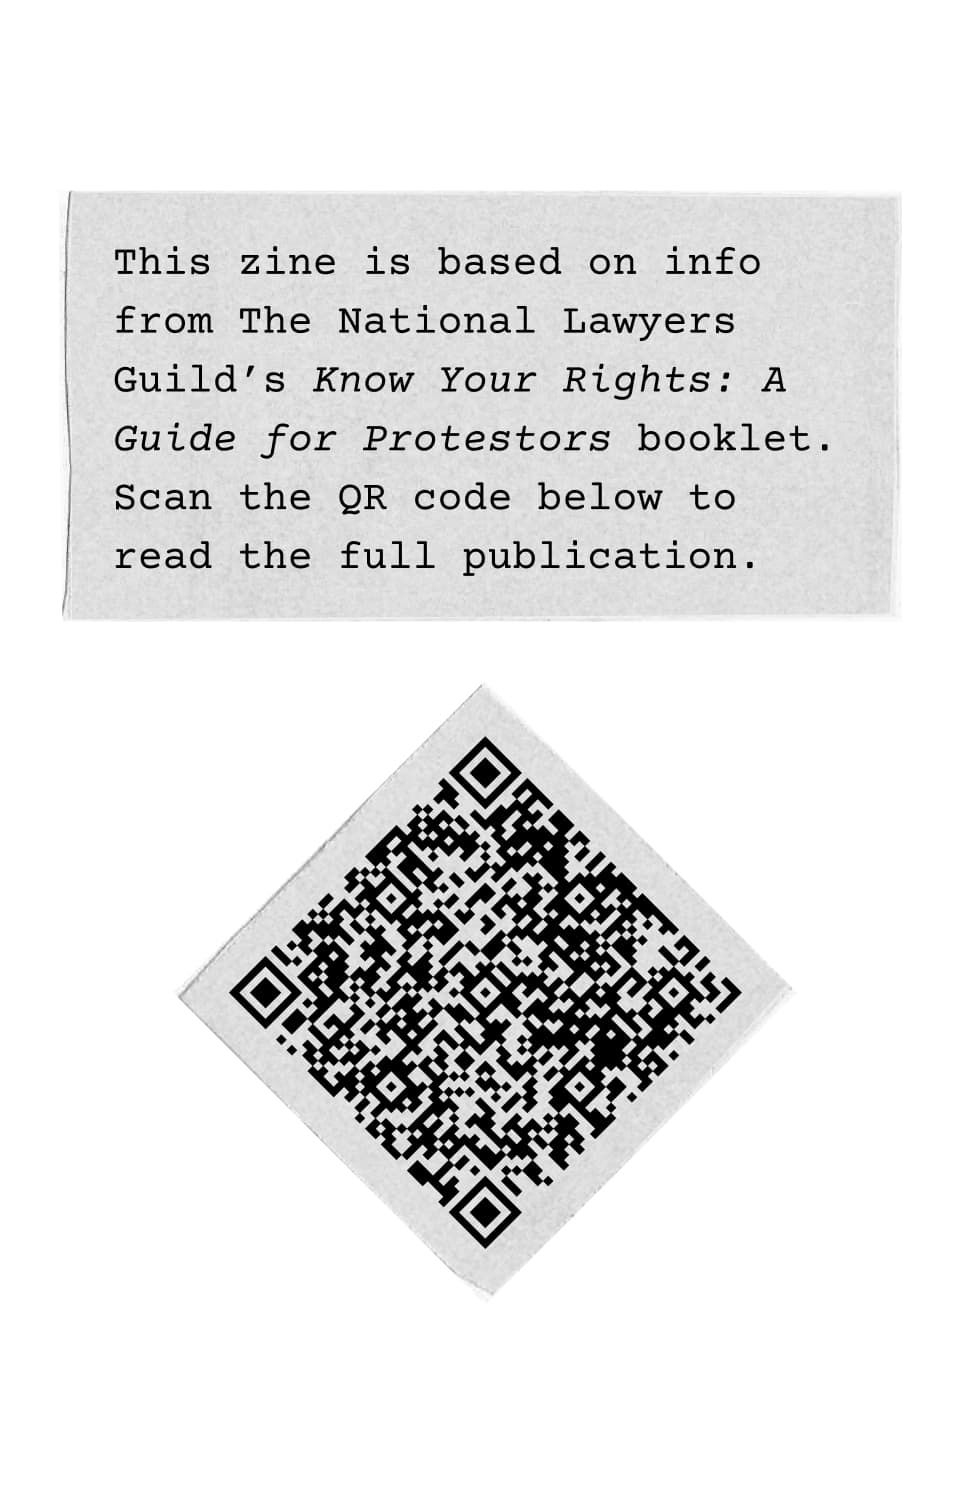 This zine is based on info
from The National Lawyers
Guild’s Know Your Rights: A
Guide for Protestors booklet.
Scan the QR code below to
read the full publication.